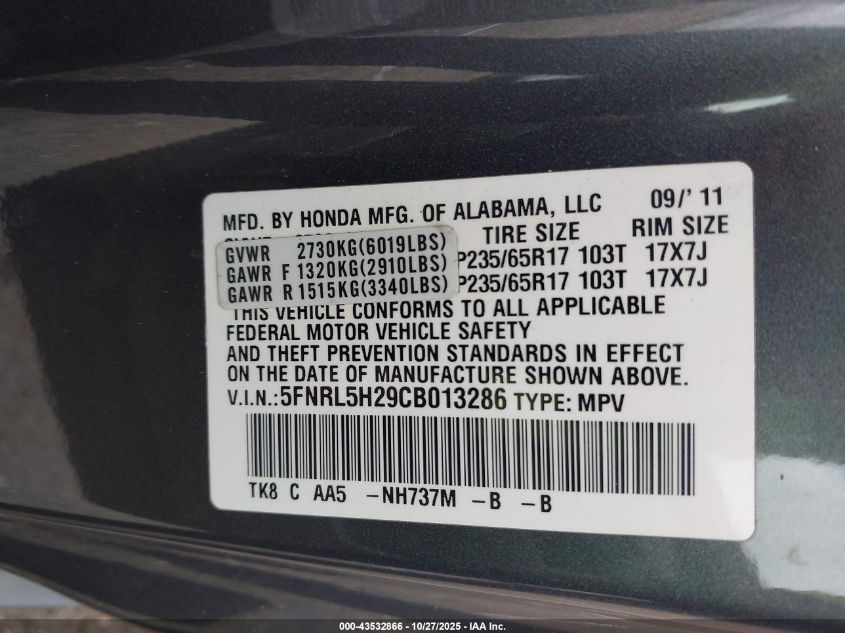 MFD. BY HONDA MFG. OF ALABAMA, LLC 09/' 11
TIRE SIZE RIM SIZE
GVWR 2730KG(6019LBS)
GAWR F 1320KG(2910LBS) P235/65R17 103T 17X7J
GAWR R 1515KG(3340LBS) P235/65R17 103T 17X7J
THIS VEHICLE CONFORMS TO ALL APPLICABLE
FEDERAL MOTOR VEHICLE SAFETY
AND THEFT PREVENTION STANDARDS IN EFFECT
ON THE DATE OF MANUFACTURE SHOWN ABOVE.
V.I.N.:5FNRL5H29CB013286 TYPE: MPV
TK8 C AA5 -NH737M -B -B
000-43532866 - 10/27/2025 - IAA Inc.